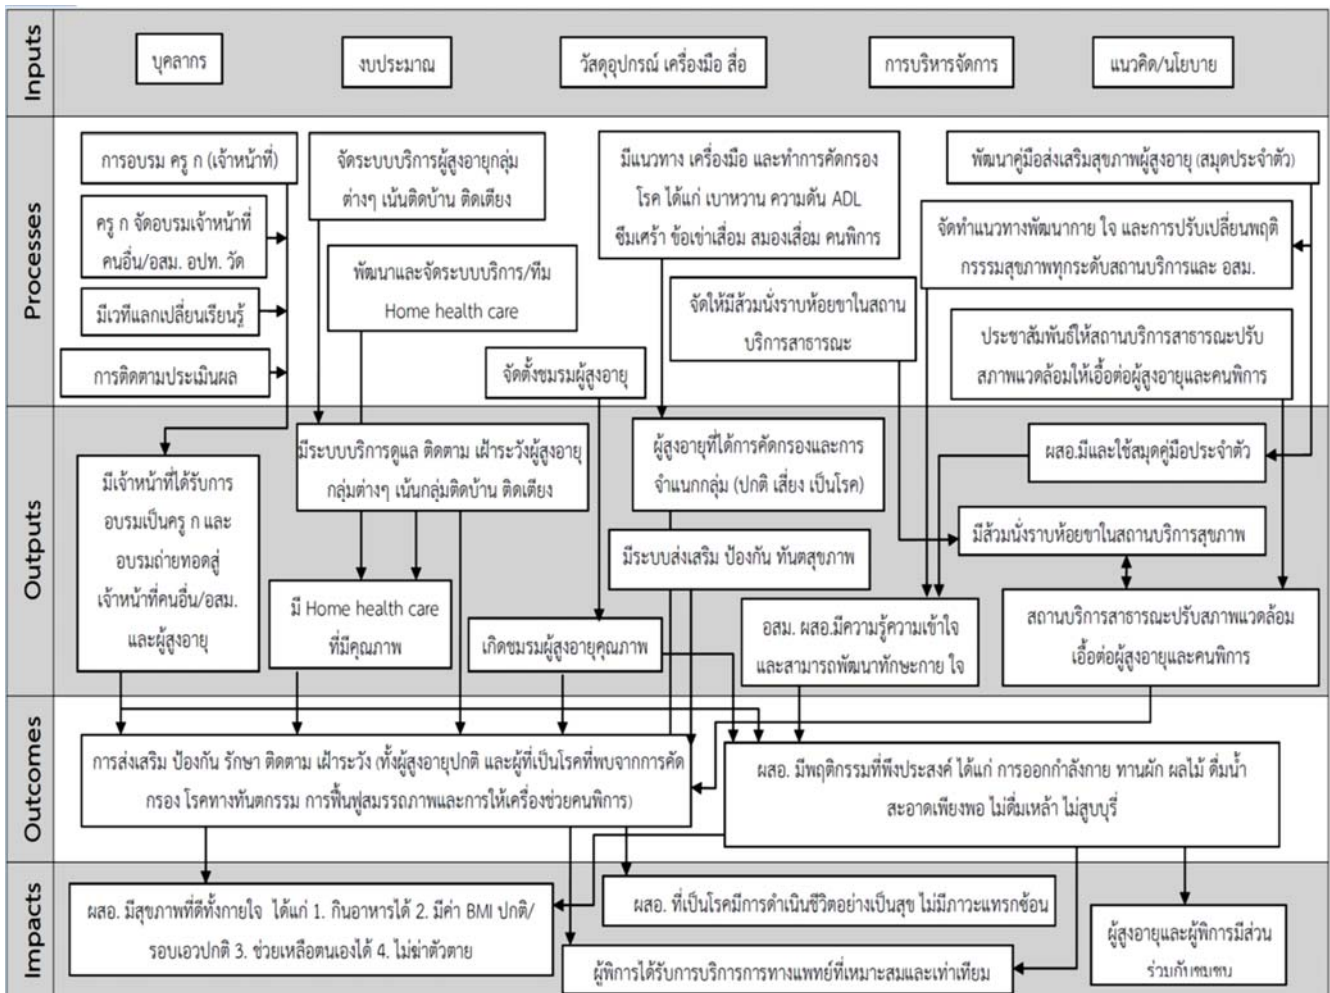 Inputs
บุคลากร
งบประมาณ
วัสดุอุปกรณ์ เครื่องมือ สื่อ
การบริหารจัดการ
แนวคิด/นโยบาย
Processes
การอบรม ครู ก (เจ้าหน้าที่)
ครู ก จัดอบรมเจ้าหน้าที่
คนอื่น/อสม. อปท. วัด
มีเวทีแลกเปลี่ยนเรียนรู้
การติดตามประเมินผล
จัดระบบบริการผู้สูงอายุกลุ่ม
ต่างๆ เน้นติดบ้าน ติดเตียง
พัฒนาและจัดระบบบริการ/ทีม
Home health care
จัดตั้งชมรมผู้สูงอายุ
มีแนวทาง เครื่องมือ และทำการคัดกรอง
โรค ได้แก่ เบาหวาน ความดัน ADL
ซึมเศร้า ข้อเข่าเสื่อม สมองเสื่อม คนพิการ
จัดให้มีส้วมนั่งราบห้อยขาในสถาน
บริการสาธารณะ
พัฒนาคู่มือส่งเสริมสุขภาพผู้สูงอายุ (สมุดประจำตัว)
จัดทำแนวทางพัฒนากาย ใจ และการปรับเปลี่ยนพฤติ
กรรรมสุขภาพทุกระดับสถานบริการและ อสม.
ประชาสัมพันธ์ให้สถานบริการสาธารณะปรับ
สภาพแวดล้อมให้เอื้อต่อผู้สูงอายุและคนพิการ
Outputs
มีเจ้าหน้าที่ได้รับการ
อบรมเป็นครู ก และ
อบรมถ่ายทอดสู่
เจ้าหน้าที่คนอื่น/อสม.
และผู้สูงอายุ
มีระบบบริการดูแล ติดตาม เฝ้าระวังผู้สูงอายุ
กลุ่มต่างๆ เน้นกลุ่มติดบ้าน ติดเตียง
มี Home health care
ที่มีคุณภาพ
เกิดชมรมผู้สูงอายุคุณภาพ
ผู้สูงอายุที่ได้การคัดกรองและการ
จำแนกกลุ่ม (ปกติ เสี่ยง เป็นโรค)
มีระบบส่งเสริม ป้องกัน ทันตสุขภาพ
อสม. ผสอ.มีความรู้ความเข้าใจ
และสามารถพัฒนาทักษะกาย ใจ
ผสอ.มีและใช้สมุดคู่มือประจำตัว
มีส้วมนั่งราบห้อยขาในสถานบริการสุขภาพ
สถานบริการสาธารณะปรับสภาพแวดล้อม
เอื้อต่อผู้สูงอายุและคนพิการ
Outcomes
การส่งเสริม ป้องกัน รักษา ติดตาม เฝ้าระวัง (ทั้งผู้สูงอายุปกติ และผู้ที่เป็นโรคที่พบจากการคัด
กรอง โรคทางทันตกรรม การฟื้นฟูสมรรถภาพและการให้เครื่องช่วยคนพิการ)
ผสอ. มีพฤติกรรมที่พึงประสงค์ ได้แก่ การออกกำลังกาย ทานผัก ผลไม้ ดื่มน้ำ
สะอาดเพียงพอ ไม่ดื่มเหล้า ไม่สูบบุรี่
Impacts
ผสอ. มีสุขภาพที่ดีทั้งกายใจ ได้แก่ 1. กินอาหารได้ 2. มีค่า BMI ปกติ/
รอบเอวปกติ 3. ช่วยเหลือตนเองได้ 4. ไม่ฆ่าตัวตาย
ผสอ. ที่เป็นโรคมีการดำเนินชีวิตอย่างเป็นสุข ไม่มีภาวะแทรกซ้อน
ผู้พิการได้รับการบริการการทางแพทย์ที่เหมาะสมและเท่าเทียม
ผู้สูงอายุและผู้พิการมีส่วน
ร่วมกับชุมชน